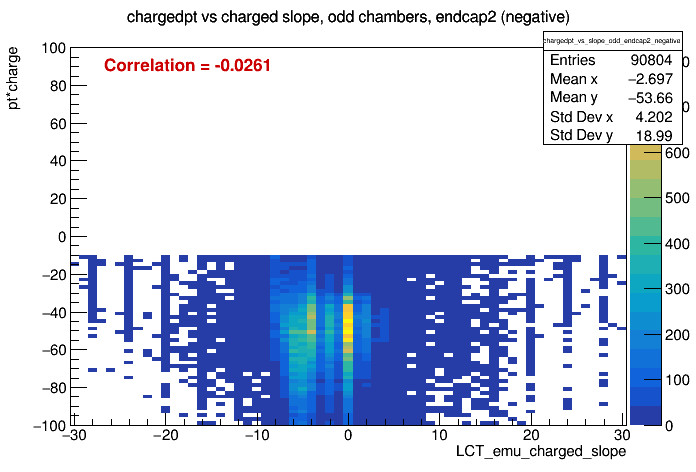 chargedpt vs charged slope, odd chambers, endcap2 (negative)
chargedpt_vs_slope_odd_endcap2_negative
Entries 90804
Mean x −2.697
Mean y −53.66
Std Dev x 4.202
Std Dev y 18.99
Correlation = -0.0261
pt*charge
100
80
60
40
20
0
−20
−40
−60
−80
−100
−30 −20 −10 0 10 20 30
LCT_emu_charged_slope
600
500
400
300
200
100
0